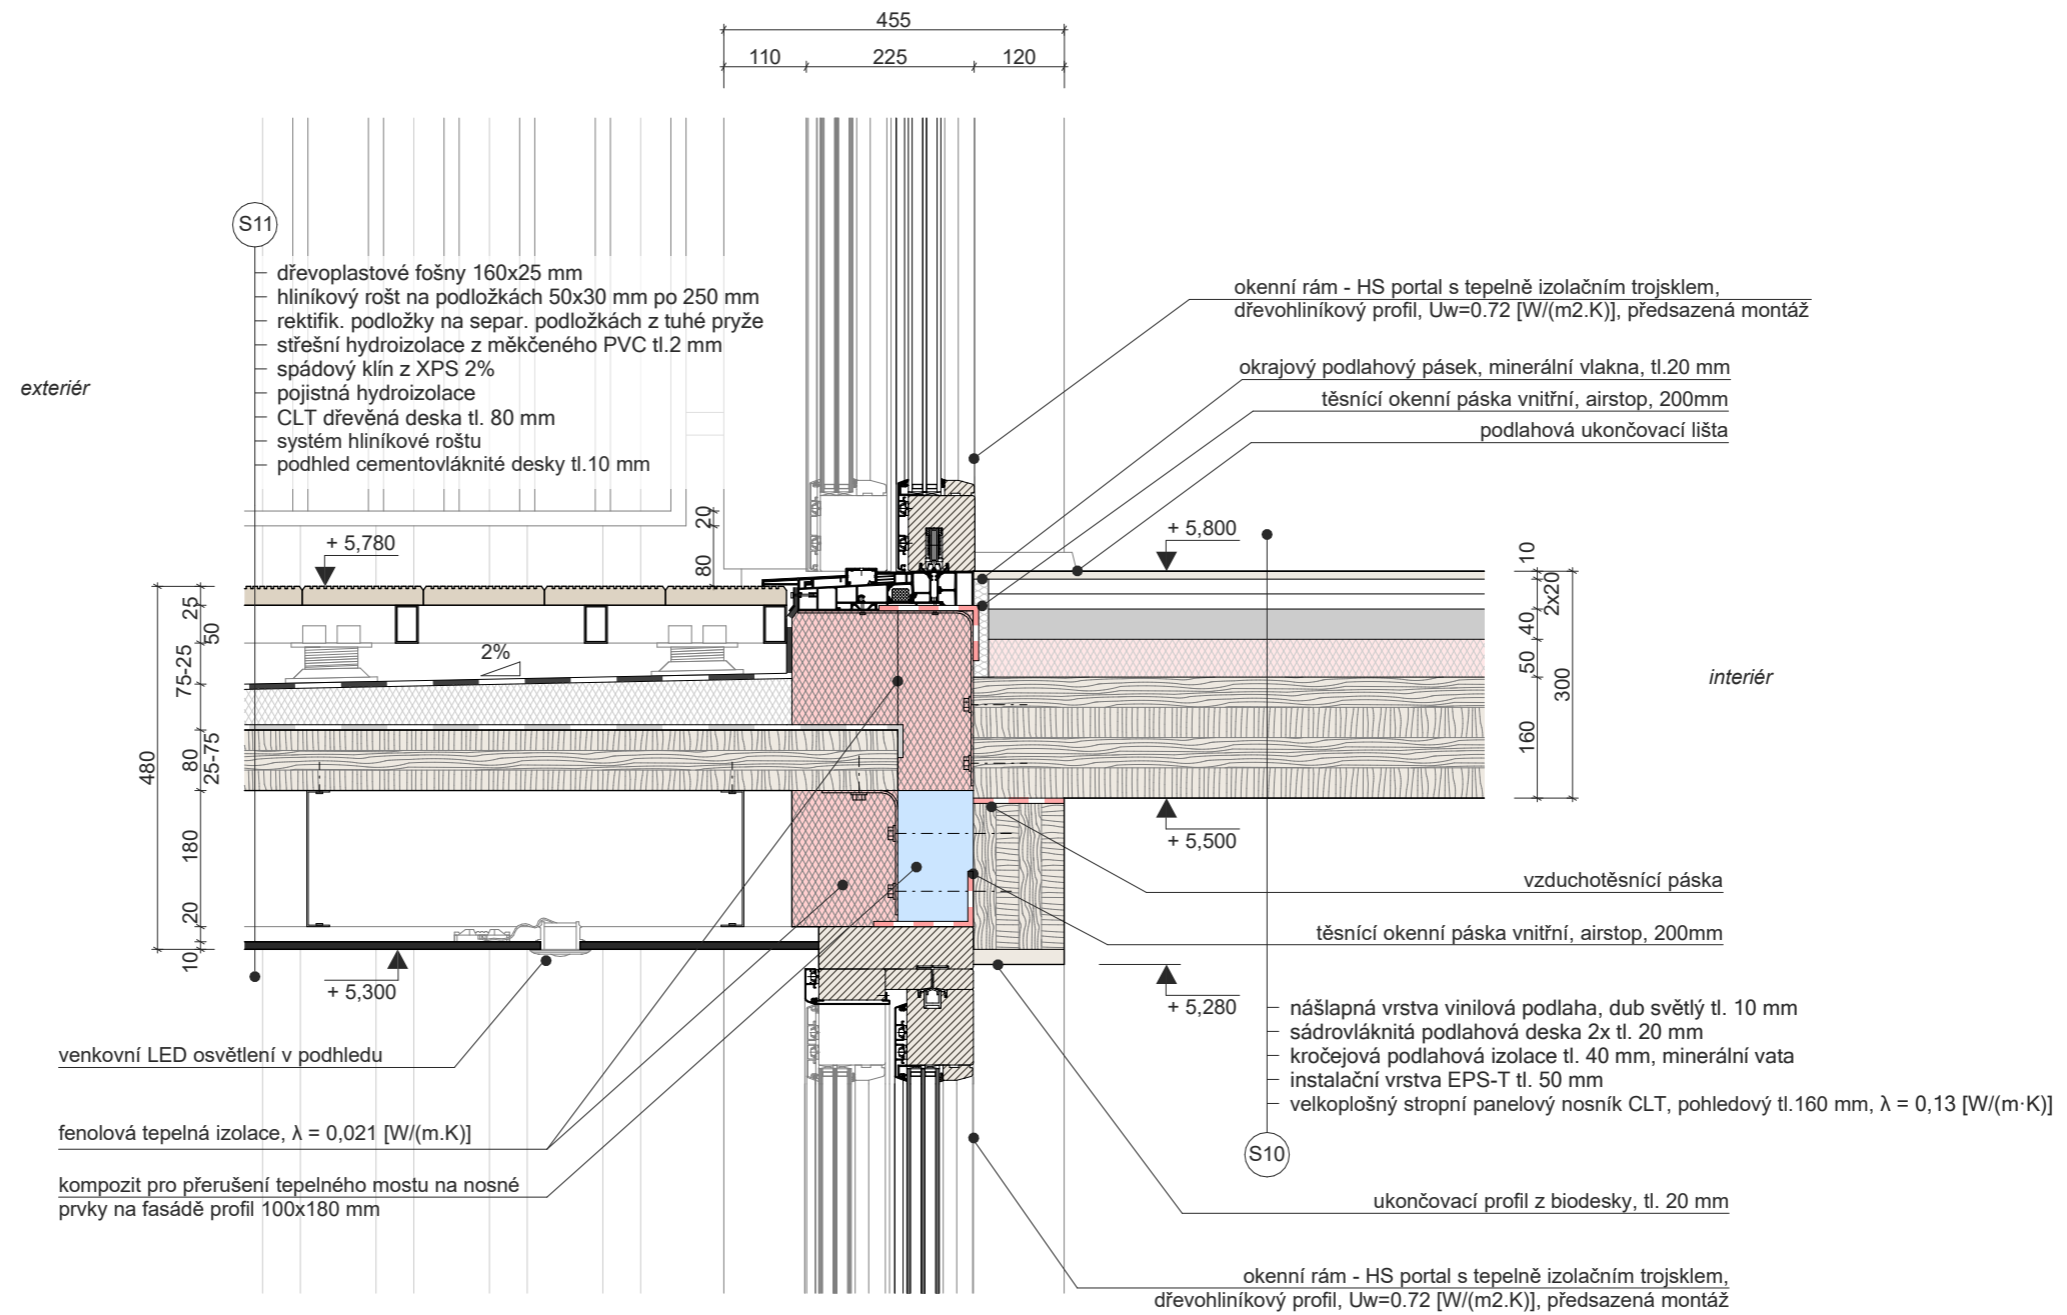 455
110
225
120
S11
dřevoplastové fošny 160x25 mm
hliníkový rošt na podložkách 50x30 mm po 250 mm
rektifik. podložky na separ. podložkách z tuhé pryže
střešní hydroizolace z měkčeného PVC tl.2 mm
spádový klín z XPS 2%
pojistná hydroizolace
CLT dřevěná deska tl. 80 mm
systém hliníkové roštu
podhled cementovláknité desky tl.10 mm
exteriér
okenní rám - HS portal s tepelně izolačním trojsklem,
dřevohliníkový profil, Uw=0.72 [W/(m2.K)], předsazená montáž
okrajový podlahový pásek, minerální vlakna, tl.20 mm
těsnící okenní páska vnitřní, airstop, 200mm
podlahová ukončovací lišta
20
80
+ 5,780
+ 5,800
10
2x20
40
50
160
300
interiér
25
50
75-25
80
25-75
180
20
10
480
2%
+ 5,500
vzduchotěsnící páska
těsnící okenní páska vnitřní, airstop, 200mm
+ 5,300
+ 5,280
nášlapná vrstva vinilová podlaha, dub světlý tl. 10 mm
sádrovláknitá podlahová deska 2x tl. 20 mm
kročejová podlahová izolace tl. 40 mm, minerální vata
instalační vrstva EPS-T tl. 50 mm
velkoplošný stropní panelový nosník CLT, pohledový tl.160 mm, λ = 0,13 [W/(m·K)]
S10
venkovní LED osvětlení v podhledu
fenolová tepelná izolace, λ = 0,021 [W/(m.K)]
kompozit pro přerušení tepelného mostu na nosné
prvky na fasádě profil 100x180 mm
ukončovací profil z biodesky, tl. 20 mm
okenní rám - HS portal s tepelně izolačním trojsklem,
dřevohliníkový profil, Uw=0.72 [W/(m2.K)], předsazená montáž